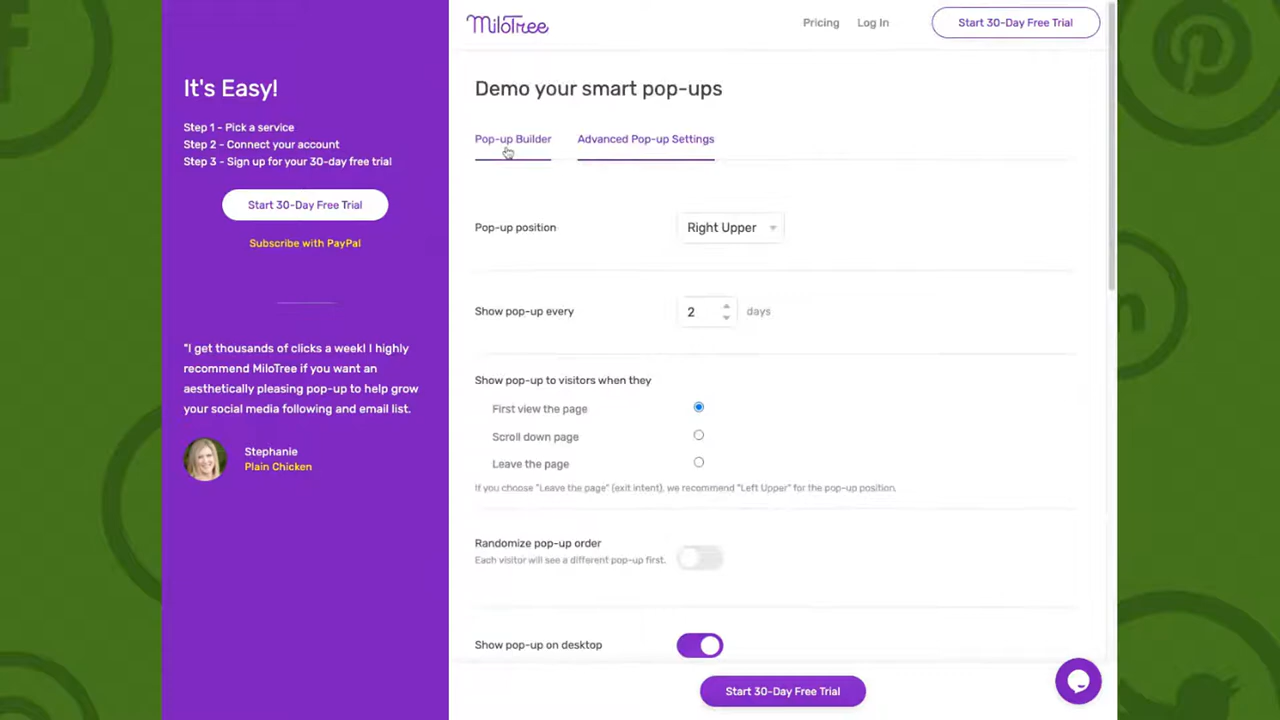 MiloTree
Pricing
Log In
Start 30-Day Free Trial
It's Easy!
Step 1 - Pick a service
Step 2 - Connect your account
Step 3 - Sign up for your 30-day free trial
Start 30-Day Free Trial
Subscribe with PayPal
"I get thousands of clicks a week! I highly
recommend MiloTree if you want an
aesthetically pleasing pop-up to help grow
your social media following and email list.
Stephanie
Plain Chicken
Demo your smart pop-ups
Pop-up Builder
Advanced Pop-up Settings
Pop-up position
Right Upper
Show pop-up every
2
days
Show pop-up to visitors when they
First view the page
Scroll down page
Leave the page
If you choose "Leave the page" (exit intent), we recommend "Left Upper" for the pop-up position.
Randomize pop-up order
Each visitor will see a different pop-up first.
Show pop-up on desktop
Start 30-Day Free Trial